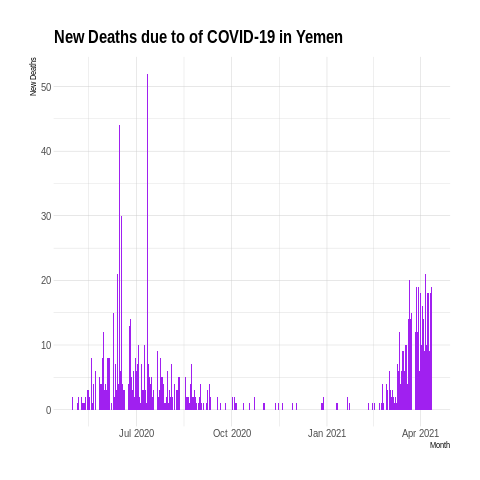 New Deaths due to of COVID-19 in Yemen
New Deaths
50
40
30
20
10
0
Jul 2020
Oct 2020
Jan 2021
Apr 2021
Month